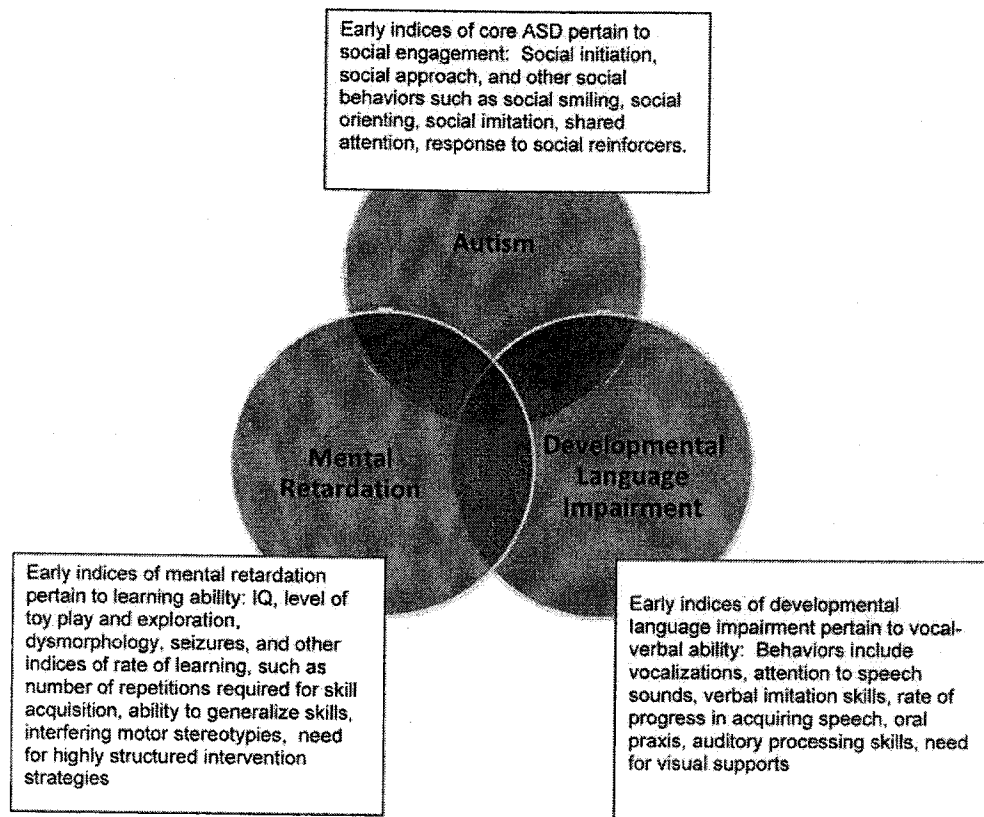 Early indices of core ASD pertain to
social engagement:  Social initiation,
social approach, and other social
behaviors such as social smiling, social
orienting, social imitation, shared
attention, response to social reinforcers.
Autism
Mental
Retardation
Developmental
Language
Impairment
Early indices of mental retardation
pertain to learning ability: IQ, level of
toy play and exploration,
dysmorphology, seizures, and other
indices of rate of learning, such as
number of repetitions required for skill
acquisition, ability to generalize skills,
interfering motor stereotypies,  need
for highly structured intervention
strategies
Early indices of developmental
language impairment pertain to vocal-
verbal ability:  Behaviors include
vocalizations, attention to speech
sounds, verbal imitation skills, rate of
progress in acquiring speech, oral
praxis, auditory processing skills, need
for visual supports